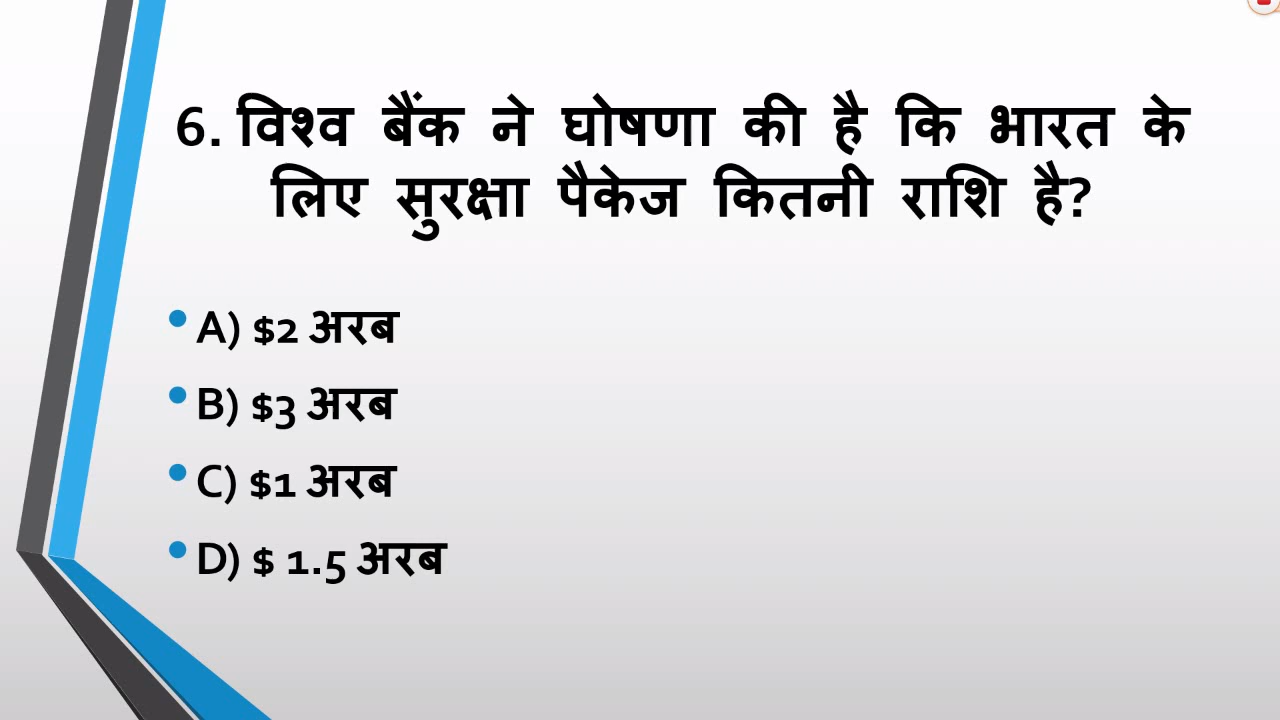 6. विश्व बैंक ने घोषणा की है कि भारत के
लिए सुरक्षा पैकेज कितनी राशि है?
A) $2 अरब
B) $3 अरब
C) $1 अरब
D) $ 1.5 अरब